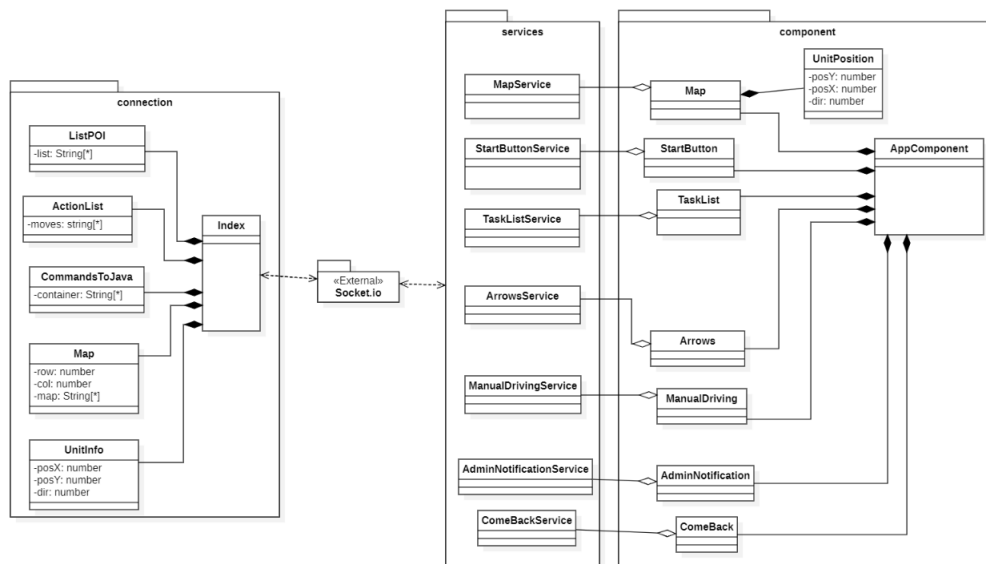 connection
ListPOI
-list: String[*]
ActionList
-moves: string[*]
CommandsToJava
-container: String[*]
Map
-row: number
-col: number
-map: String[*]
UnitInfo
-posX: number
-posY: number
-dir: number
Index
«External»
Socket.io
services
MapService
StartButtonService
TaskListService
ArrowsService
ManualDrivingService
AdminNotificationService
ComeBackService
component
UnitPosition
-posY: number
-posX: number
-dir: number
Map
StartButton
AppComponent
TaskList
Arrows
ManualDriving
AdminNotification
ComeBack